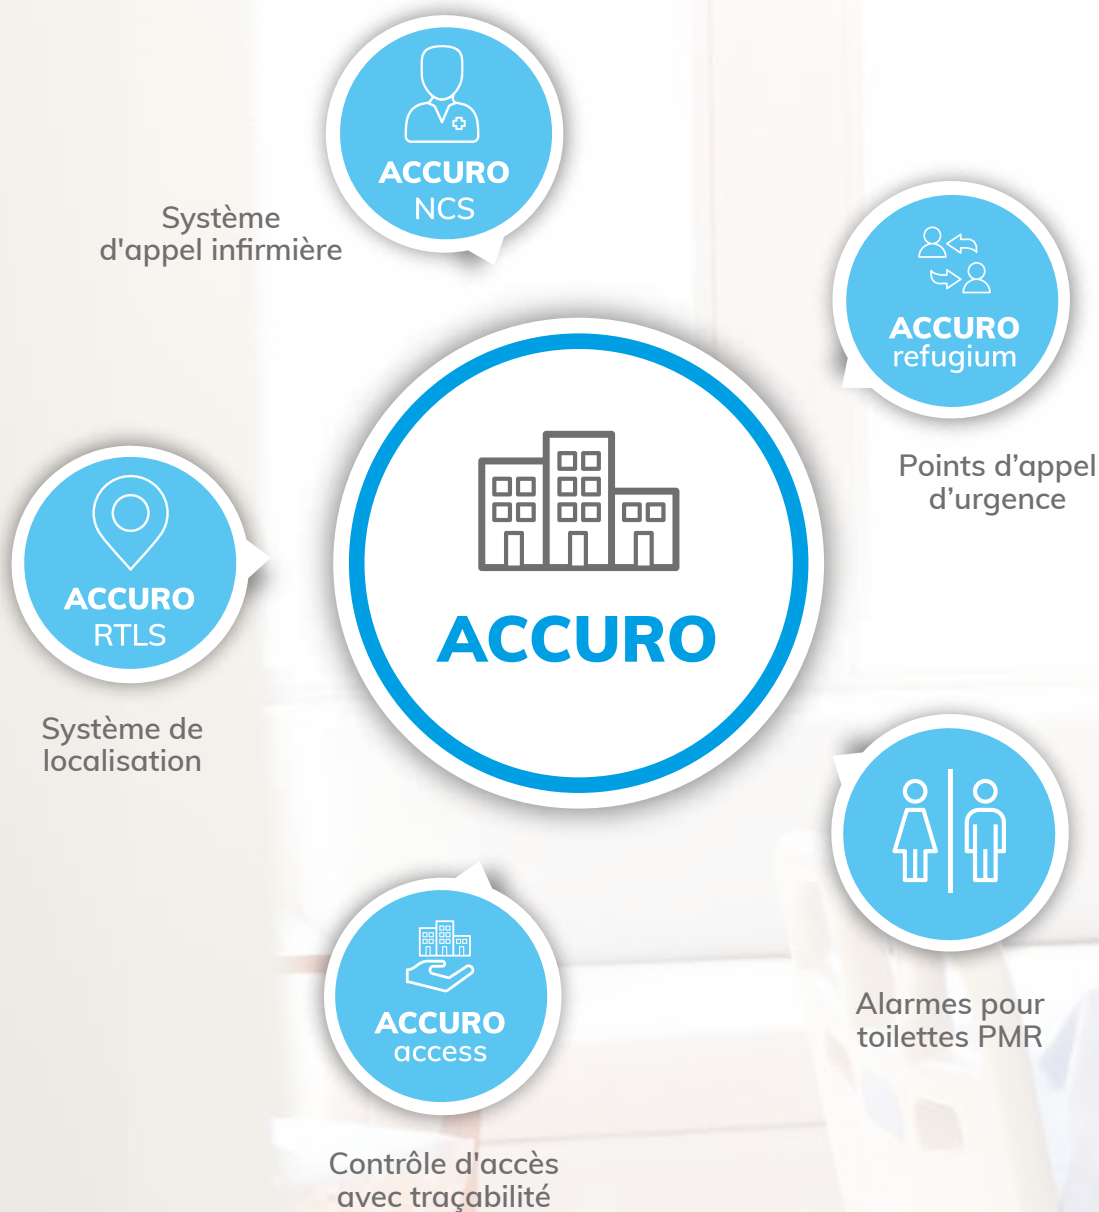 ACCURO
NCS
Système
d'appel infirmière
ACCURO
refugium
Points d’appel
d’urgence
ACCURO
ACCURO
RTLS
Système de
localisation
Alarmes pour
toilettes PMR
ACCURO
access
Contrôle d'accès
avec traçabilité